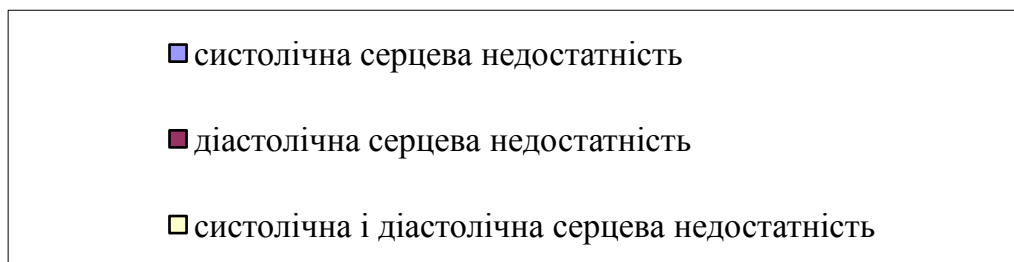 систолічна серцева недостатність
діастолічна серцева недостатність
систолічна і діастолічна серцева недостатність